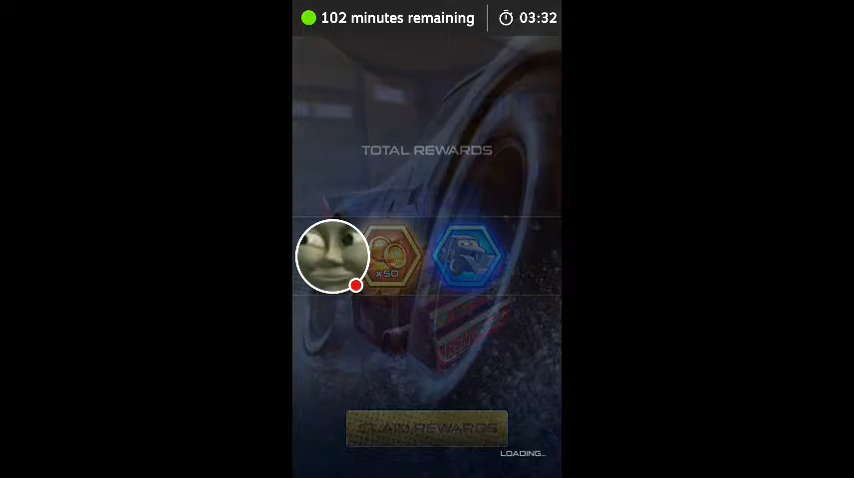 102 minutes remaining
03:32
TOTAL REWARDS
x50
CLAIM REWARDS
LOADING...